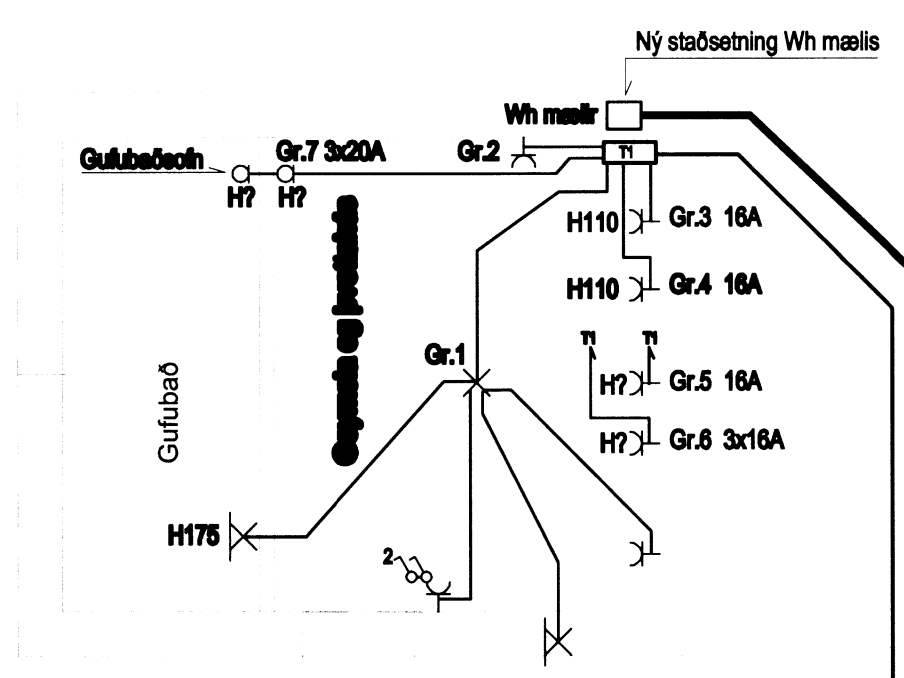 Ný staðsetning Wh mælis
Wh mælir
Gufubaðsofn
Gr.7 3x20A
Gr.2
T1
H?
H?
H110
Gr.3 16A
H110
Gr.4 16A
Gr.1
T1
T1
H?
Gr.5 16A
H?
Gr.6 3x16A
Gufubað
H175
2